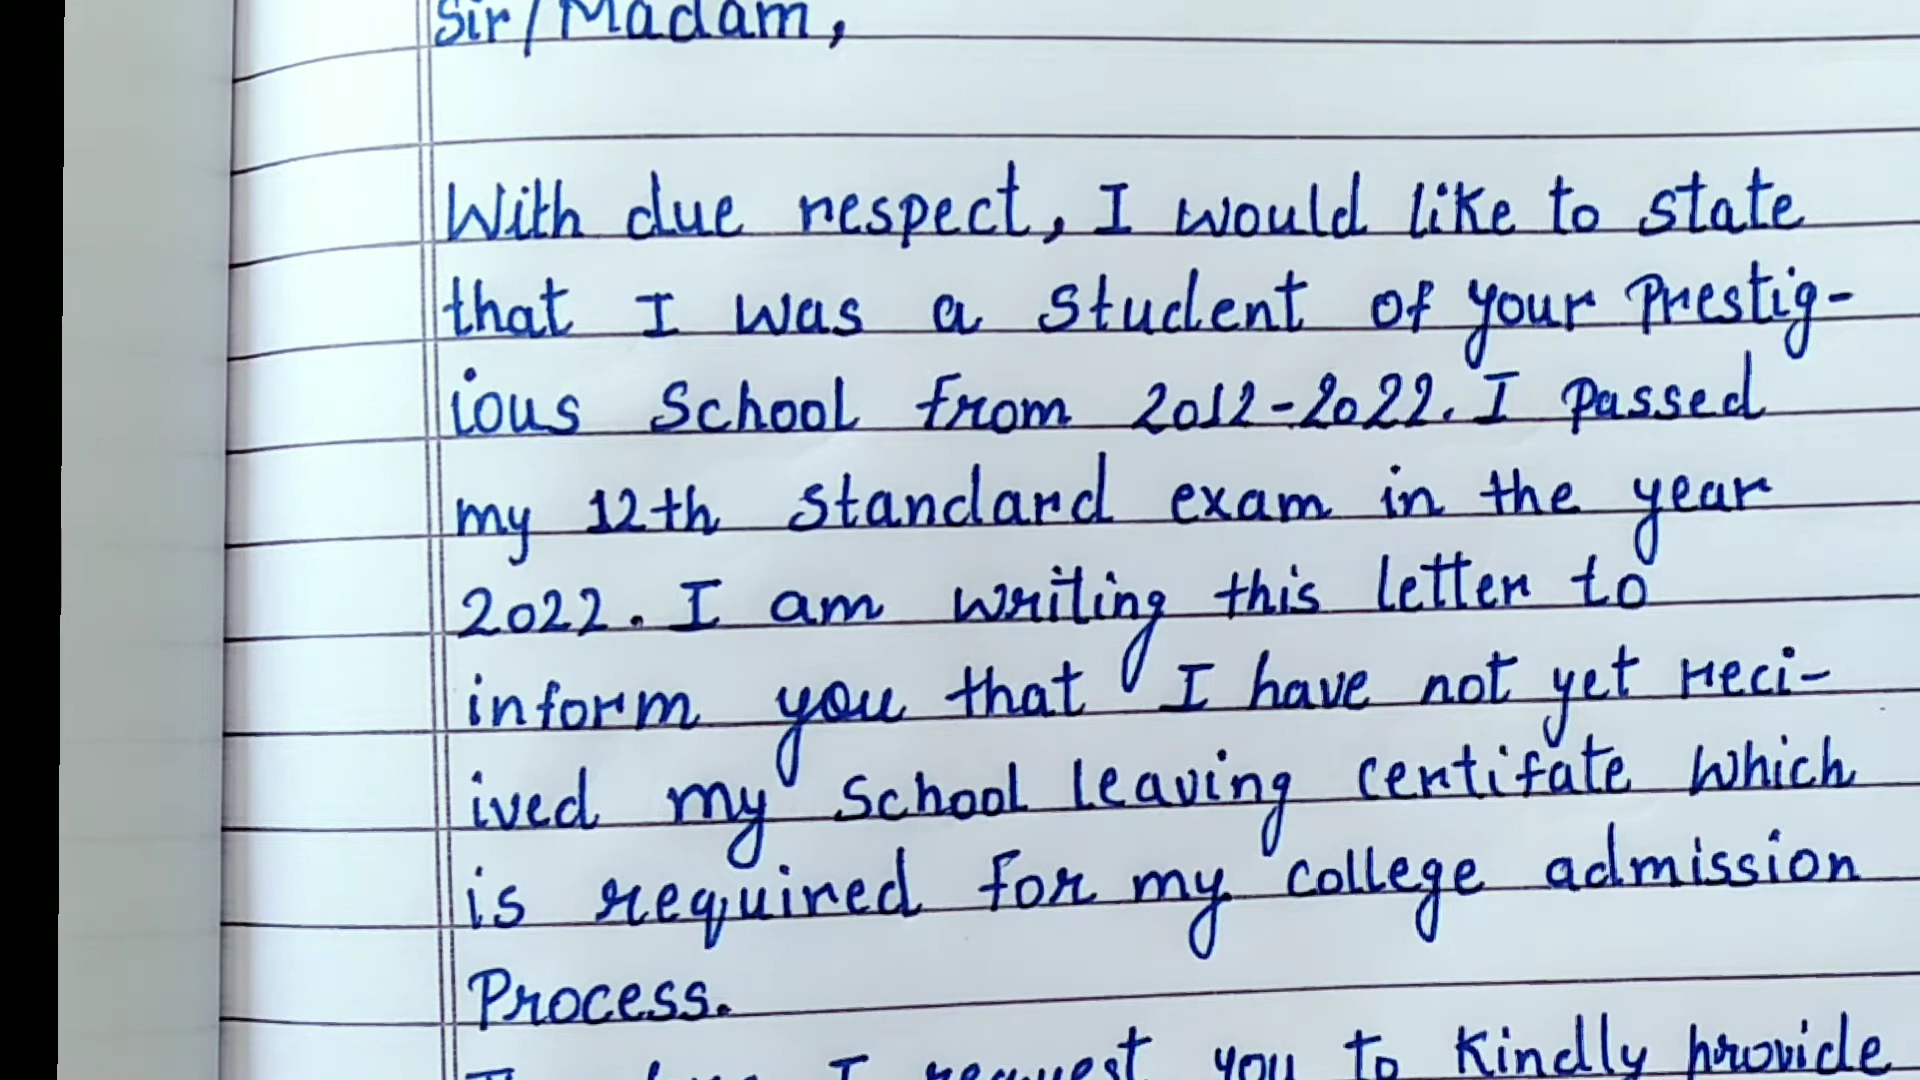 Sir/Madam,
With due respect, I would like to state
that I was a student of your Prestig-
ious School from 2012-2022. I Passed
my 12th standard exam in the year
2022. I am writing this letter to
inform you that I have not yet reci-
ived my school leaving certifate which
is required for my college admission
Process.
I request you to kindly provide